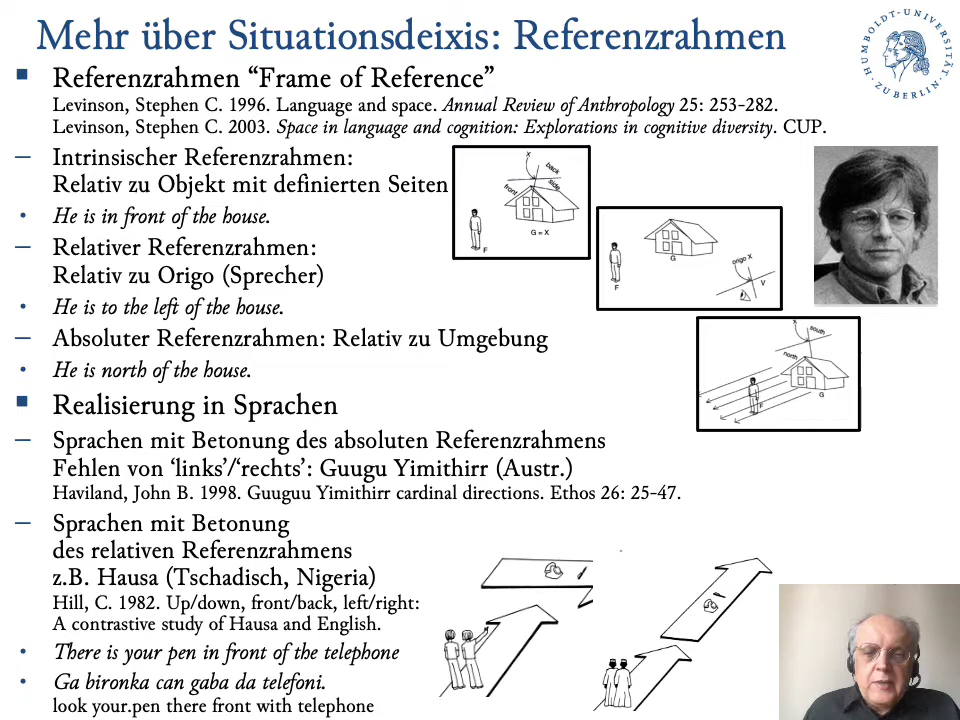 Mehr über Situationsdeixis: Referenzrahmen
HUMBOLDT-UNIVERSITÄT · ZU BERLIN ·
Referenzrahmen “Frame of Reference”
Levinson, Stephen C. 1996. Language and space. Annual Review of Anthropology 25: 253-282.
Levinson, Stephen C. 2003. Space in language and cognition: Explorations in cognitive diversity. CUP.
– Intrinsischer Referenzrahmen:
Relativ zu Objekt mit definierten Seiten
• He is in front of the house.
– Relativer Referenzrahmen:
Relativ zu Origo (Sprecher)
• He is to the left of the house.
– Absoluter Referenzrahmen: Relativ zu Umgebung
• He is north of the house.
X
back
front
side
G = X
F
G
F
origo X
V
x
south
north
F
G
Realisierung in Sprachen
– Sprachen mit Betonung des absoluten Referenzrahmens
Fehlen von ‘links’/‘rechts’: Guugu Yimithirr (Austr.)
Haviland, John B. 1998. Guuguu Yimithirr cardinal directions. Ethos 26: 25-47.
– Sprachen mit Betonung
des relativen Referenzrahmens
z.B. Hausa (Tschadisch, Nigeria)
Hill, C. 1982. Up/down, front/back, left/right:
A contrastive study of Hausa and English.
• There is your pen in front of the telephone
• Ga bironka can gaba da telefoni.
look your.pen there front with telephone